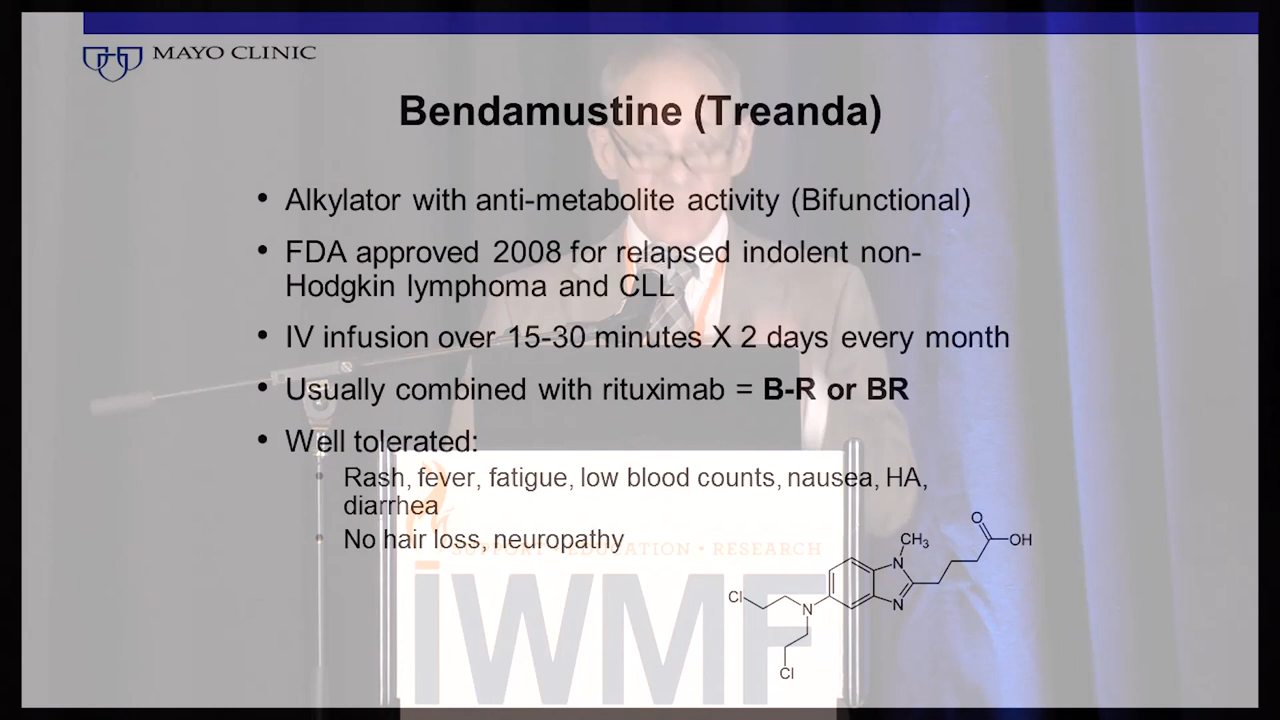 MAYO CLINIC
Bendamustine (Treanda)
• Alkylator with anti-metabolite activity (Bifunctional)
• FDA approved 2008 for relapsed indolent non-
Hodgkin lymphoma and CLL
• IV infusion over 15-30 minutes X 2 days every month
• Usually combined with rituximab = B-R or BR
• Well tolerated:
• Rash, fever, fatigue, low blood counts, nausea, HA,
diarrhea
• No hair loss, neuropathy
SUPPORT • EDUCATION • RESEARCH
IWMF
O
OH
CH3
N
N
N
Cl
Cl